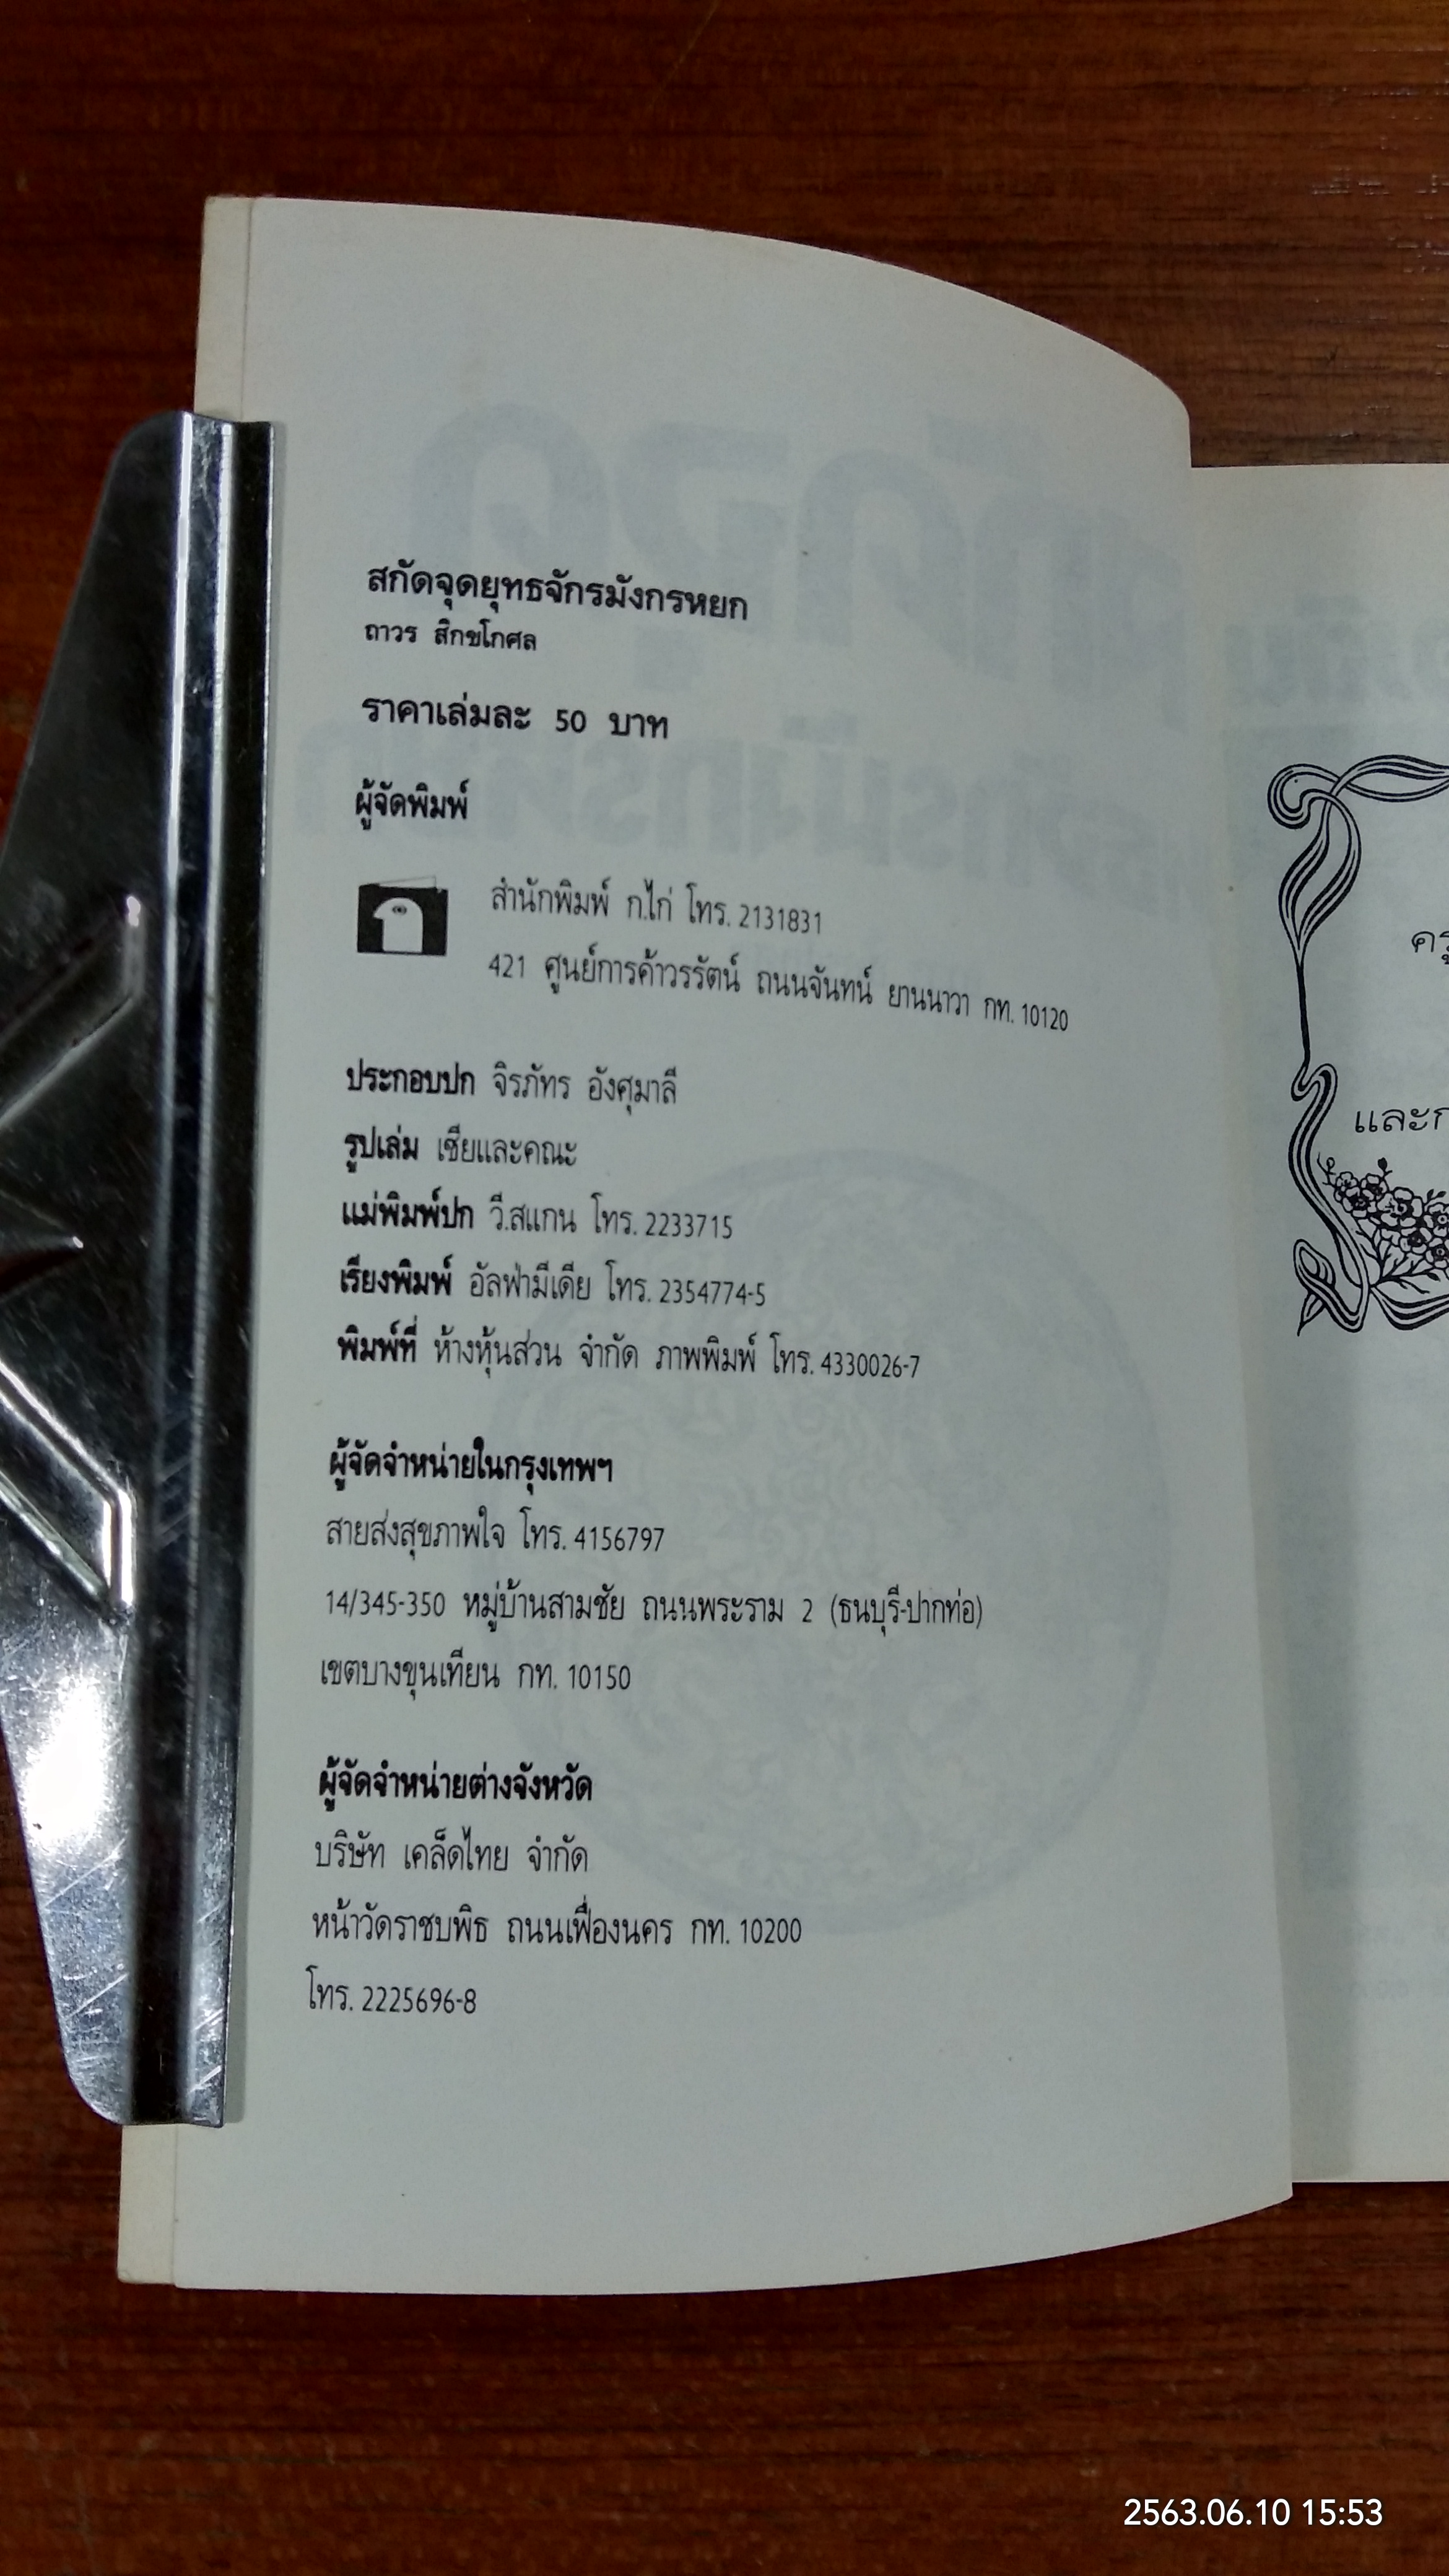 สกัดจุดยุทธจักรมังกรหยก
ถาวร สิกขโกศล
ราคาเล่มละ 50 บาท
ผู้จัดพิมพ์
สำนักพิมพ์ ก.ไก่ โทร. 2131831
421 ศูนย์การค้าวรรัตน์ ถนนจันทน์ ยานนาวา กท. 10120
ประกอบปก จิรภัทร อังศุมาลี
รูปเล่ม เชียและคณะ
แม่พิมพ์ปก วี.สแกน โทร. 2233715
เรียงพิมพ์ อัลฟ่ามีเดีย โทร. 2354774-5
พิมพ์ที่ ห้างหุ้นส่วน จำกัด ภาพพิมพ์ โทร. 4330026-7
ผู้จัดจำหน่ายในกรุงเทพฯ
สายส่งสุขภาพใจ โทร. 4156797
14/345-350 หมู่บ้านสามชัย ถนนพระราม 2 (ธนบุรี-ปากท่อ)
เขตบางขุนเทียน กท. 10150
ผู้จัดจำหน่ายต่างจังหวัด
บริษัท เคล็ดไทย จำกัด
หน้าวัดราชบพิธ ถนนเฟื่องนคร กท. 10200
โทร. 2225696-8
และก
2563.06.10 15:53